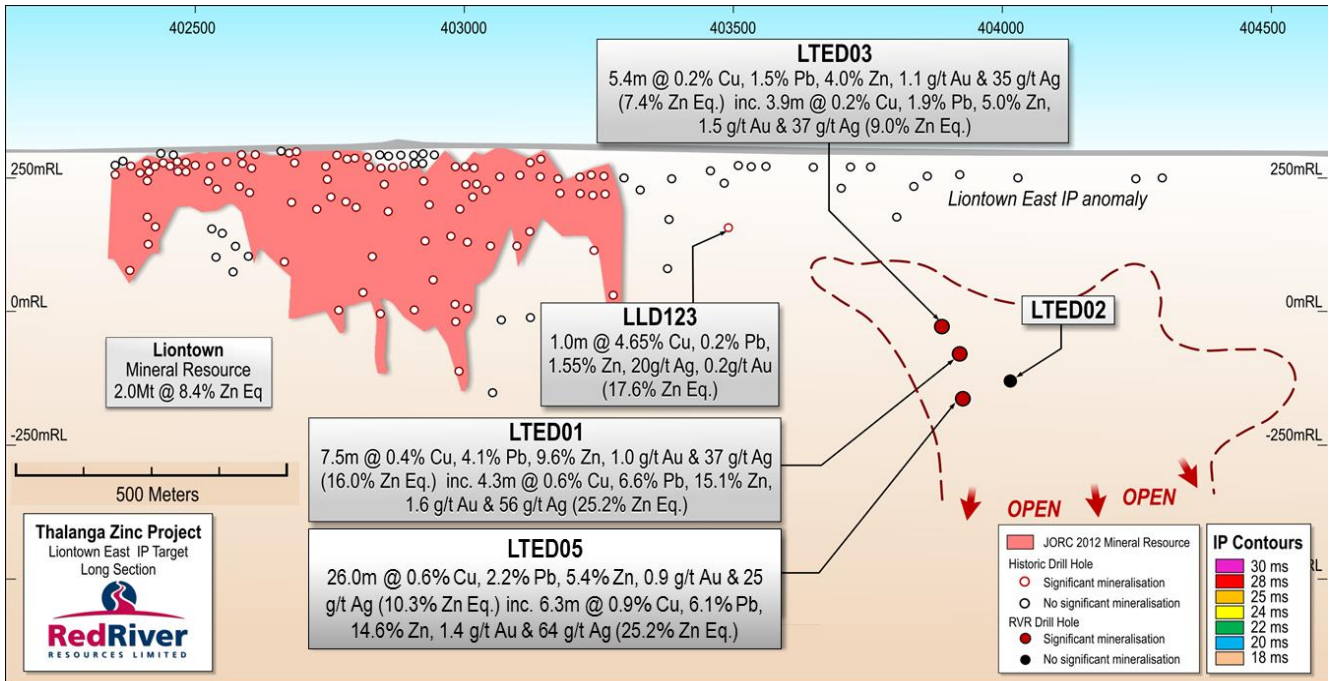 402500 403000 403500 404000 404500
LTED03
5.4m @ 0.2% Cu, 1.5% Pb, 4.0% Zn, 1.1 g/t Au & 35 g/t Ag
(7.4% Zn Eq.) inc. 3.9m @ 0.2% Cu, 1.9% Pb, 5.0% Zn,
1.5 g/t Au & 37 g/t Ag (9.0% Zn Eq.)
250mRL
250mRL
Liontown East IP anomaly
0mRL
0mRL
LTED02
LLD123
1.0m @ 4.65% Cu, 0.2% Pb,
1.55% Zn, 20g/t Ag, 0.2g/t Au
(17.6% Zn Eq.)
Liontown
Mineral Resource
2.0Mt @ 8.4% Zn Eq
-250mRL
-250mRL
LTED01
7.5m @ 0.4% Cu, 4.1% Pb, 9.6% Zn, 1.0 g/t Au & 37 g/t Ag
(16.0% Zn Eq.) inc. 4.3m @ 0.6% Cu, 6.6% Pb, 15.1% Zn,
1.6 g/t Au & 56 g/t Ag (25.2% Zn Eq.)
500 Meters
OPEN
OPEN
LTED05
26.0m @ 0.6% Cu, 2.2% Pb, 5.4% Zn, 0.9 g/t Au & 25
g/t Ag (10.3% Zn Eq.) inc. 6.3m @ 0.9% Cu, 6.1% Pb,
14.6% Zn, 1.4 g/t Au & 64 g/t Ag (25.2% Zn Eq.)
Thalanga Zinc Project
Liontown East IP Target
Long Section
RedRiver
RESOURCES LIMITED
JORC 2012 Mineral Resource
Historic Drill Hole
Significant mineralisation
No significant mineralisation
RVR Drill Hole
Significant mineralisation
No significant mineralisation
IP Contours
30 ms
28 ms
25 ms
24 ms
22 ms
20 ms
18 ms